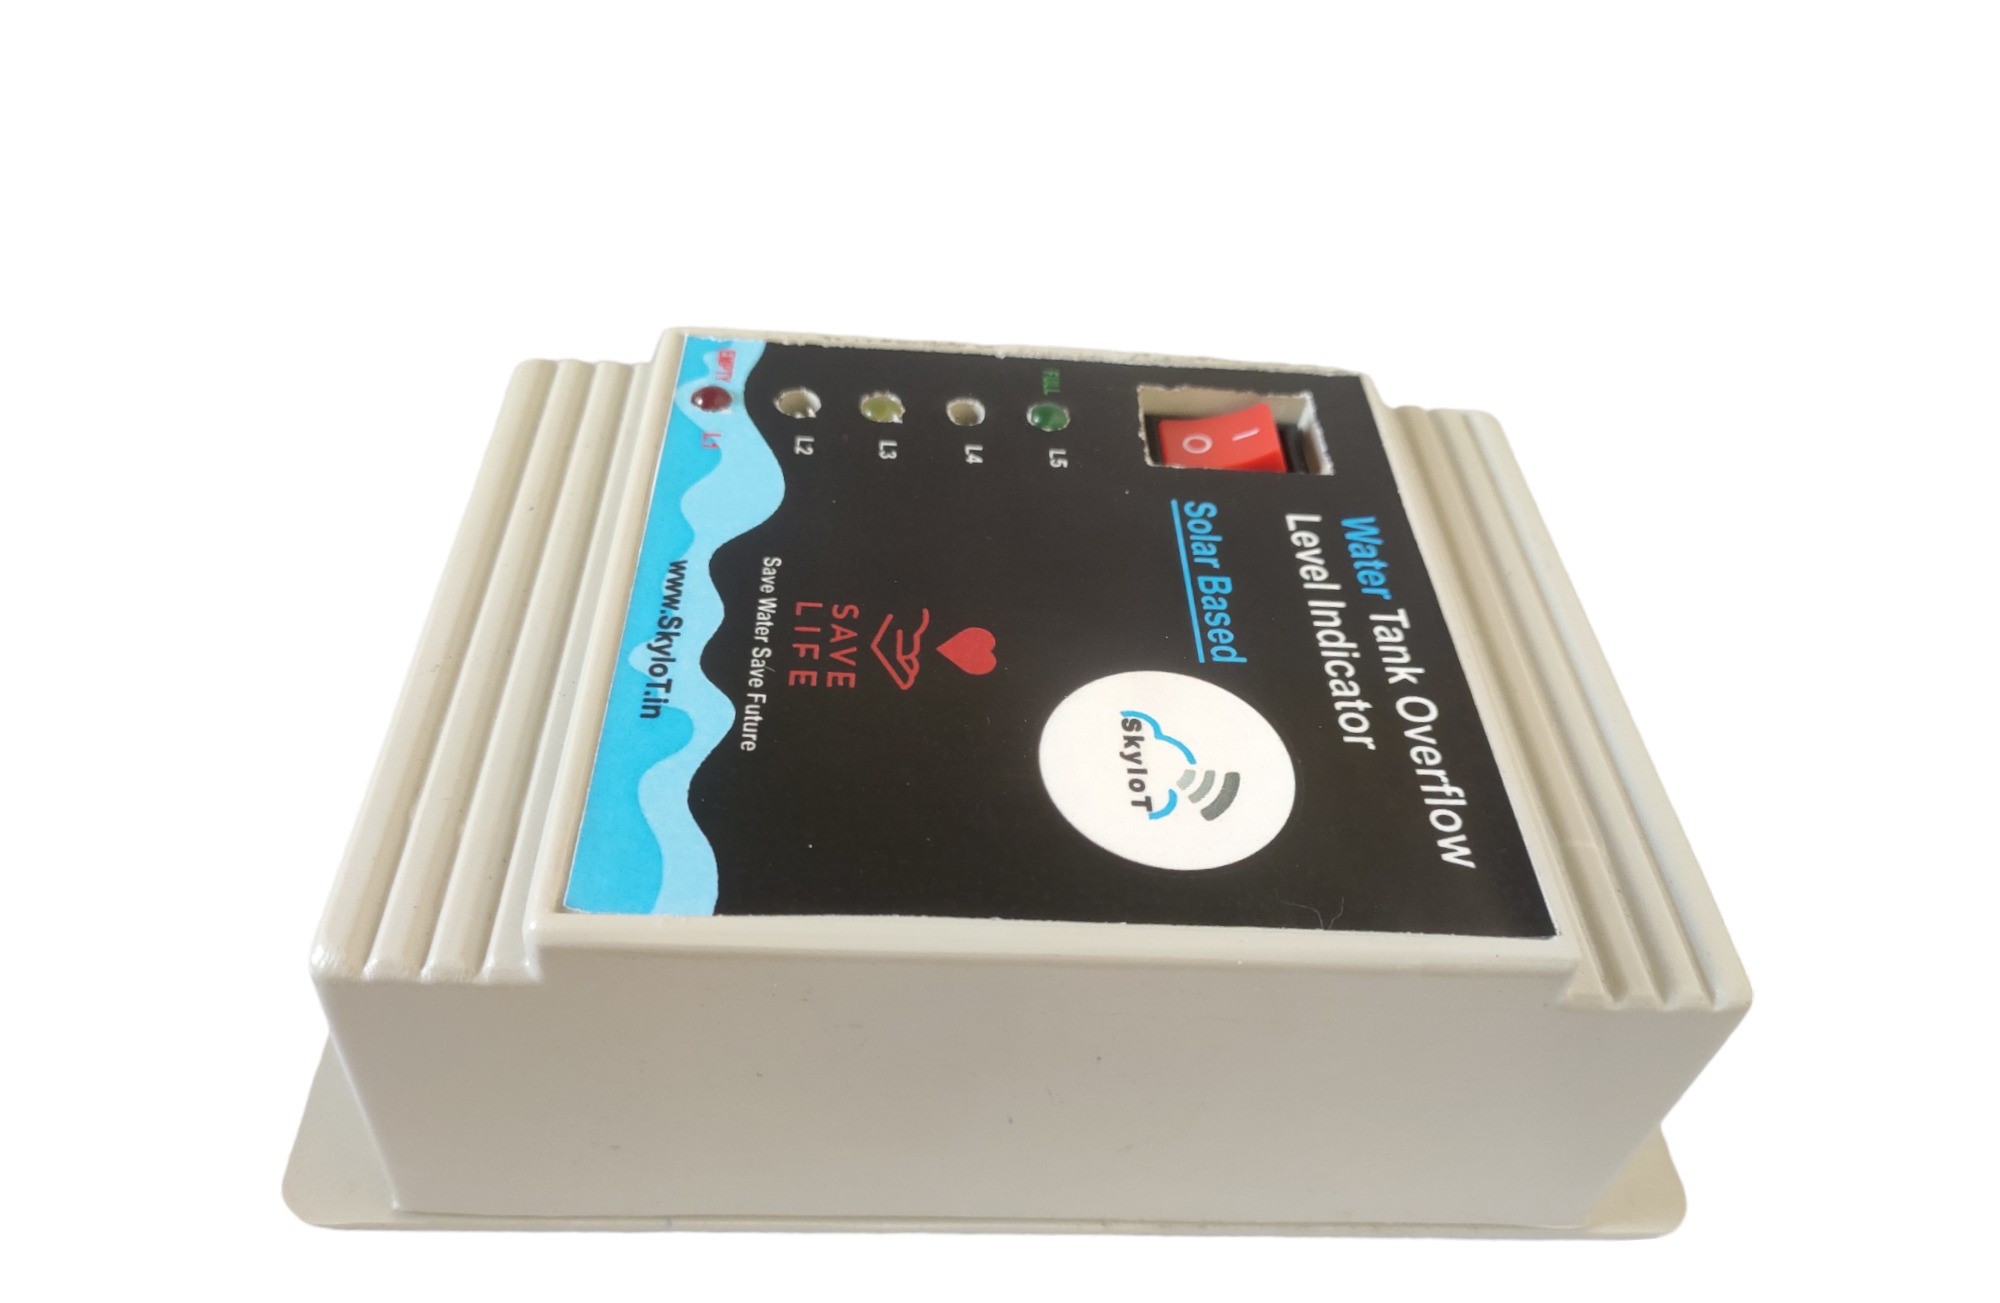 Water Tank Overflow
Level Indicator
Solar Based
SkyIoT
I O
FULL
L5
L4
L3
L2
EMPTY
L1
SAVE
LIFE
Save Water Save Future
www.SkyIoT.in